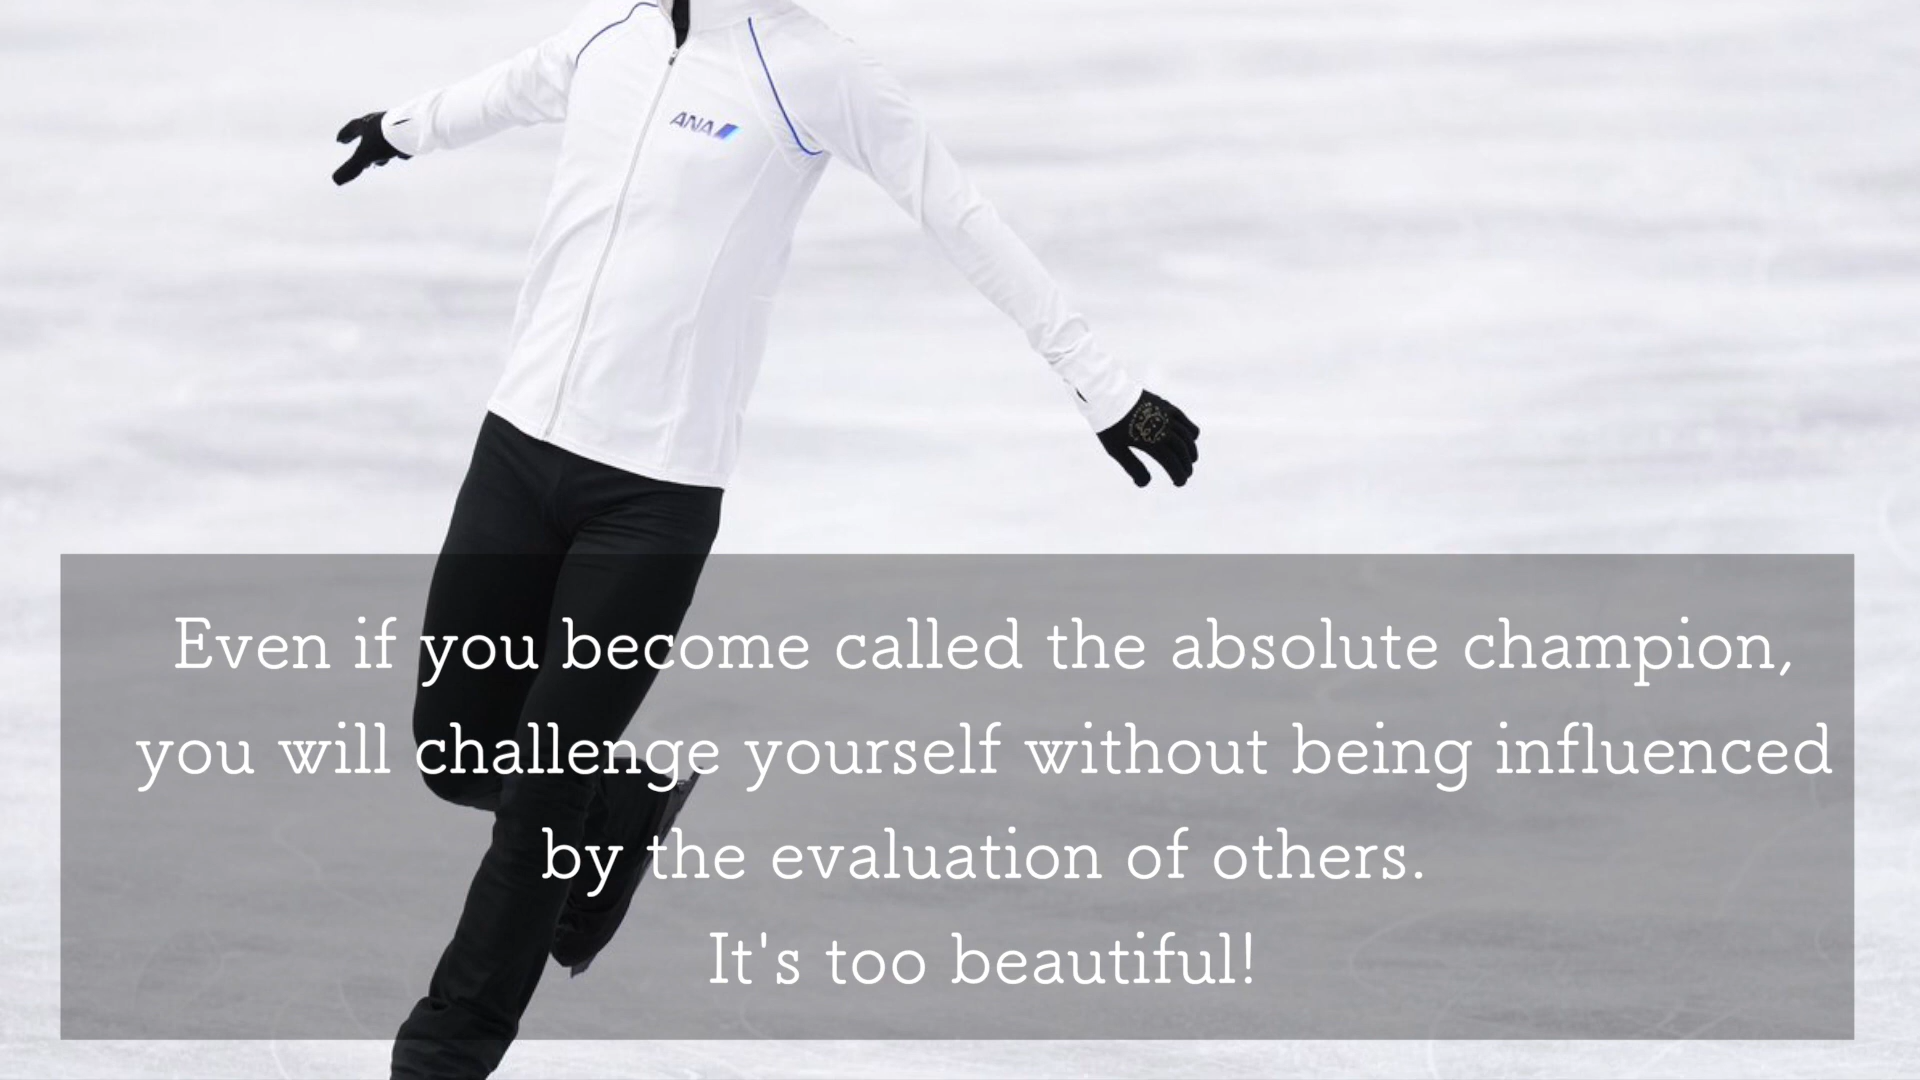 ANA
Even if you become called the absolute champion,
you will challenge yourself without being influenced
by the evaluation of others.
It's too beautiful!